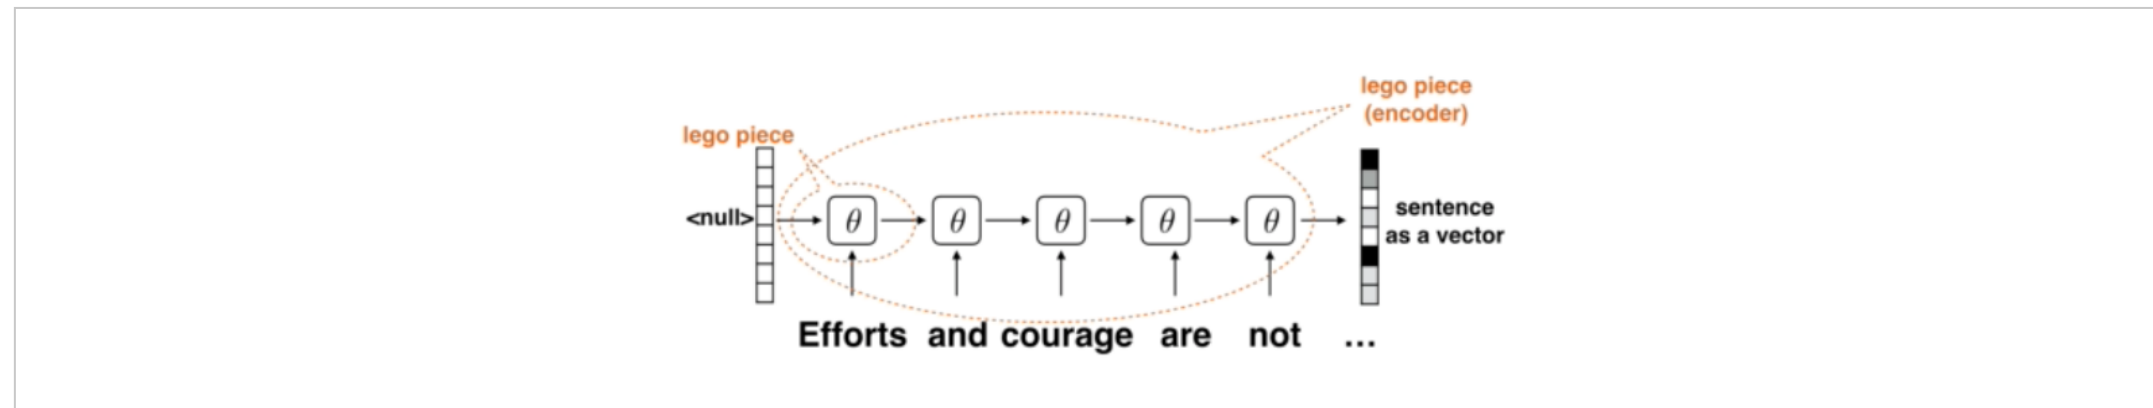 lego piece
(encoder)
lego piece
<null>
θ θ θ θ θ
sentence
as a vector
Efforts and courage are not ...